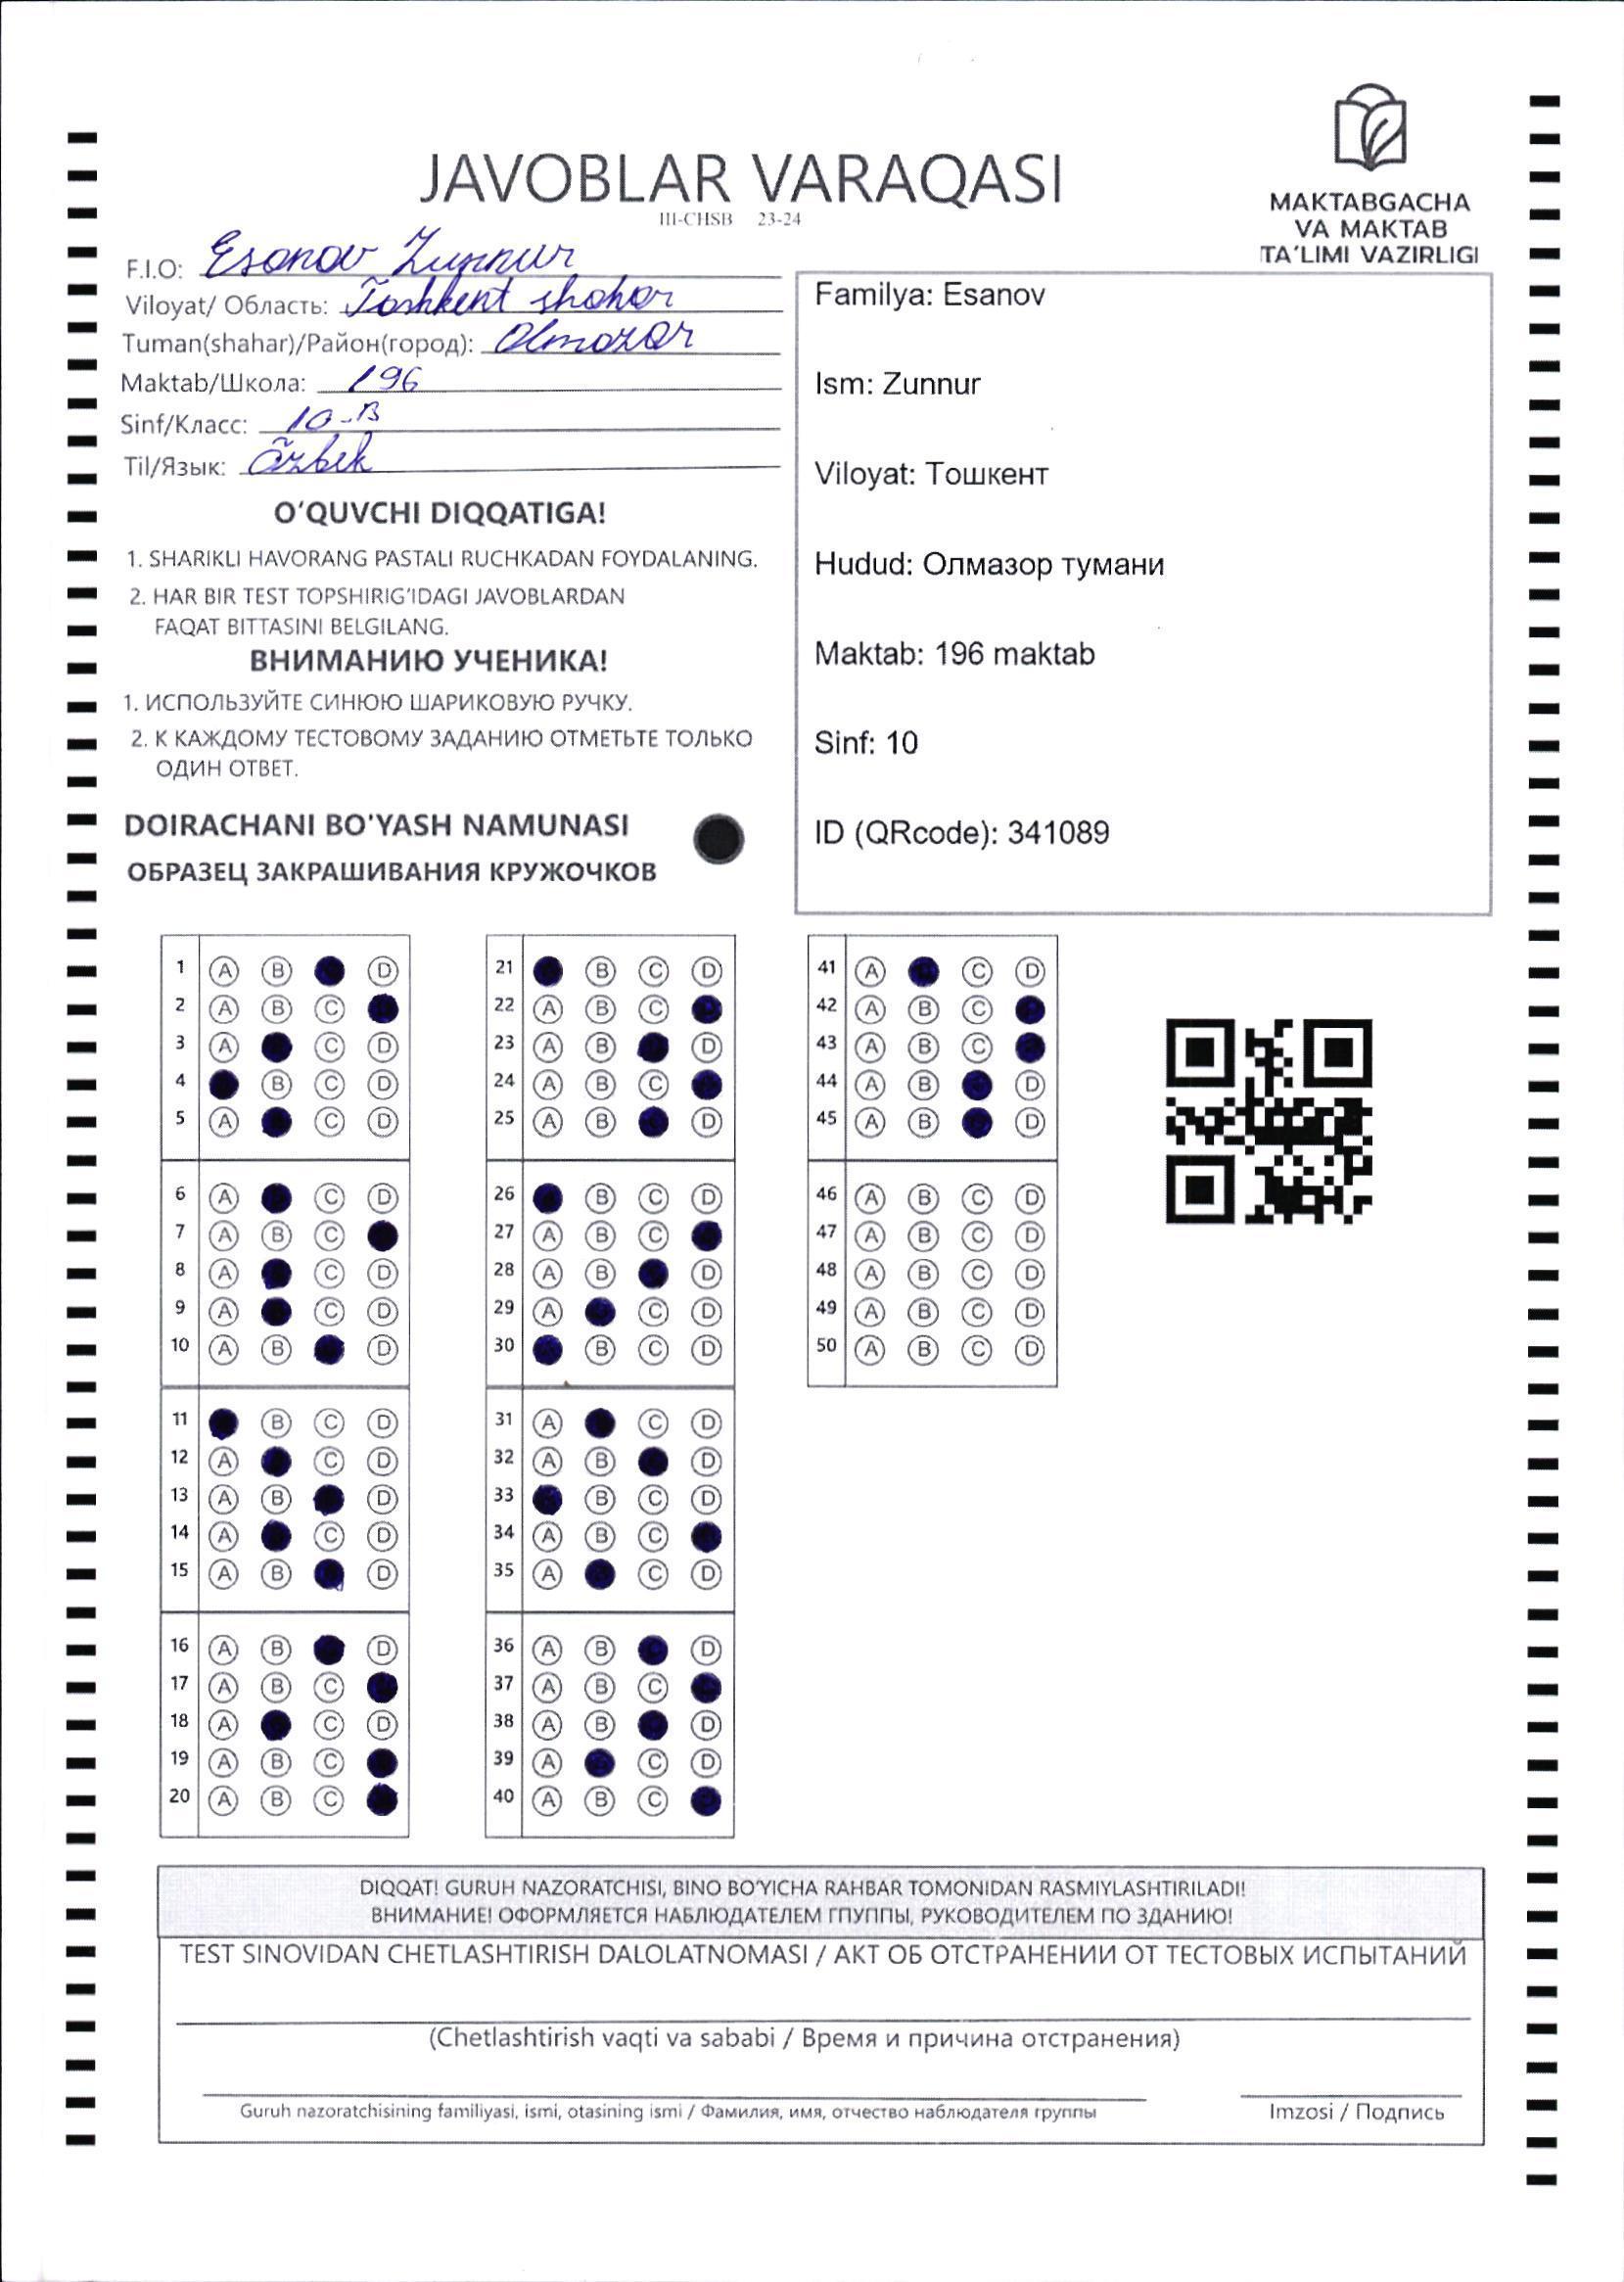 MAKTABGACHA
VA MAKTAB
TA'LIMI VAZIRLIGI
JAVOBLAR VARAQASI
III-CHSB 23-24
F.I.O: Esanov Zunnur
Viloyat/ Область: Toshkent shahar
Tuman(shahar)/Район(город): Olmazar
Maktab/Школа: 196
Sinf/Класс: 10-B
Til/Язык: Õzbek
O'QUVCHI DIQQATIGA!
1. SHARIKLI HAVORANG PASTALI RUCHKADAN FOYDALANING.
2. HAR BIR TEST TOPSHIRIG'IDAGI JAVOBLARDAN
FAQAT BITTASINI BELGILANG.
ВНИМАНИЮ УЧЕНИКА!
1. ИСПОЛЬЗУЙТЕ СИНЮЮ ШАРИКОВУЮ РУЧКУ.
2. К КАЖДОМУ ТЕСТОВОМУ ЗАДАНИЮ ОТМЕТЬТЕ ТОЛЬКО
ОДИН ОТВЕТ.
DOIRACHANI BO'YASH NAMUNASI
ОБРАЗЕЦ ЗАКРАШИВАНИЯ КРУЖОЧКОВ
Familya: Esanov
Ism: Zunnur
Viloyat: Тошкент
Hudud: Олмазор тумани
Maktab: 196 maktab
Sinf: 10
ID (QRcode): 341089
1 A B D
2 A B C
3 A C D
4 B C D
5 A C D
6 A C D
7 A B C
8 A C D
9 A C D
10 A B D
11 B C D
12 A C D
13 A B D
14 A C D
15 A B D
16 A B D
17 A B C
18 A C D
19 A B C
20 A B C
21 B C D
22 A B C
23 A B D
24 A B C
25 A B D
26 B C D
27 A B C
28 A B D
29 A C D
30 B C D
31 A C D
32 A B D
33 B C D
34 A B C
35 A C D
36 A B D
37 A B C
38 A B D
39 A C D
40 A B C
41 A C D
42 A B C
43 A B C
44 A B D
45 A B D
46 A B C D
47 A B C D
48 A B C D
49 A B C D
50 A B C D
DIQQAT! GURUH NAZORATCHISI, BINO BO'YICHA RAHBAR TOMONIDAN RASMIYLASHTIRILADI!
ВНИМАНИЕ! ОФОРМЛЯЕТСЯ НАБЛЮДАТЕЛЕМ ГПУППЫ, РУКОВОДИТЕЛЕМ ПО ЗДАНИЮ!
TEST SINOVIDAN CHETLASHTIRISH DALOLATNOMASI / АКТ ОБ ОТСТРАНЕНИИ ОТ ТЕСТОВЫХ ИСПЫТАНИЙ
(Chetlashtirish vaqti va sababi / Время и причина отстранения)
Guruh nazoratchisining familiyasi, ismi, otasining ismi / Фамилия, имя, отчество наблюдателя группы
Imzosi / Подпись